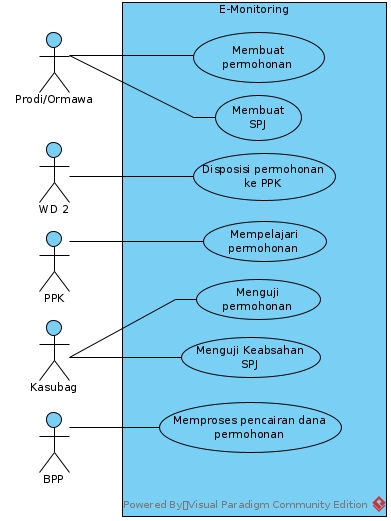 E-Monitoring
Membuat
permohonan
Prodi/Ormawa
Membuat
SPJ
Disposisi permohonan
ke PPK
WD 2
Mempelajari
permohonan
PPK
Menguji
permohonan
Menguji Keabsahan
SPJ
Kasubag
Memproses pencairan dana
permohonan
BPP
Powered By▯Visual Paradigm Community Edition